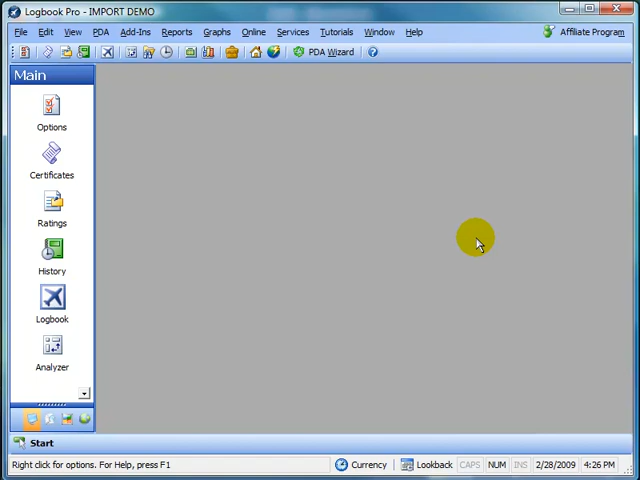 Logbook Pro - IMPORT DEMO
File Edit View PDA Add-Ins Reports Graphs Online Services Tutorials Window Help Affiliate Program
PDA Wizard
Main
Options
Certificates
Ratings
History
Logbook
Analyzer
Start
Right click for options. For Help, press F1 Currency Lookback CAPS NUM INS 2/28/2009 4:26 PM